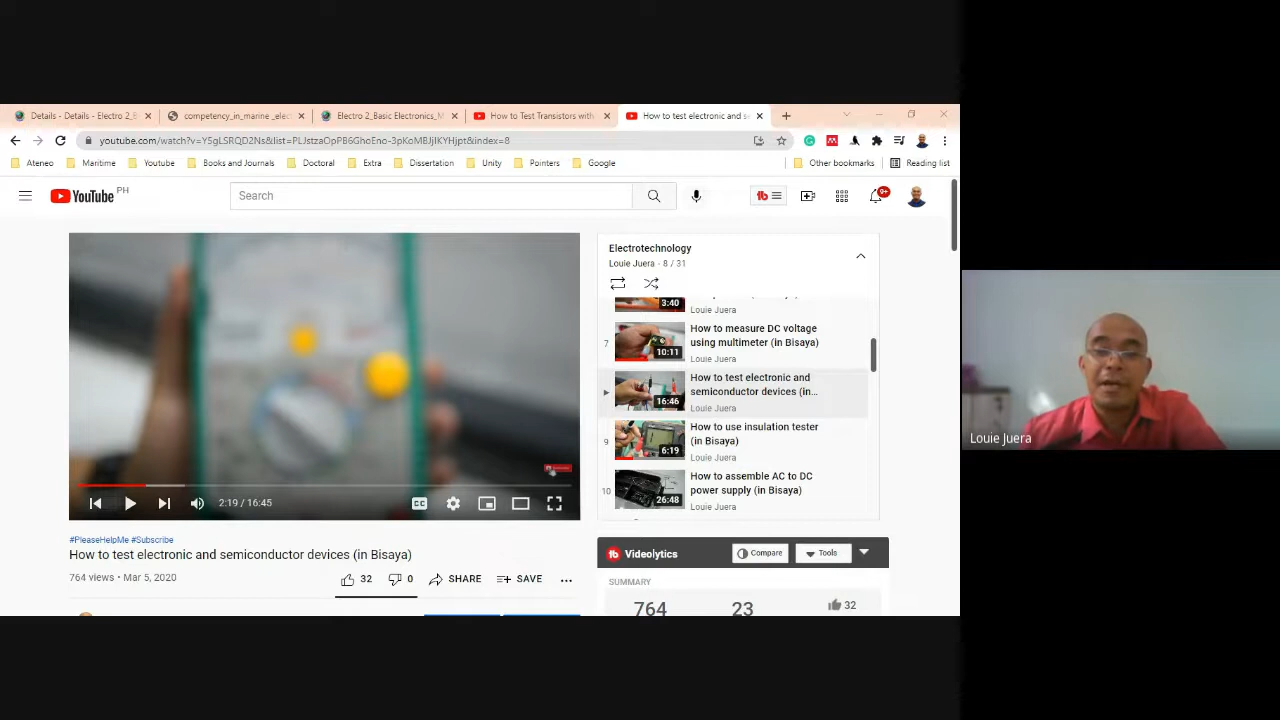 Details - Details - Electro 2_B
competency_in_marine _elect
Electro 2_Basic Electronics_M
How to Test Transistors with
How to test electronic and se
youtube.com/watch?v=Y5gLSRQD2Ns&list=PLJstzaOpPB6GhoEno-3pKoMBJjIKYHjpt&index=8
Ateneo
Maritime
Youtube
Books and Journals
Doctoral
Extra
Dissertation
Unity
Pointers
Google
Other bookmarks
Reading list
YouTube PH
Search
9+
Electrotechnology
Louie Juera - 8 / 31
3:40
Louie Juera
7
10:11
How to measure DC voltage
using multimeter (in Bisaya)
Louie Juera
16:46
How to test electronic and
semiconductor devices (in...
Louie Juera
9
6:19
How to use insulation tester
(in Bisaya)
Louie Juera
10
26:48
How to assemble AC to DC
power supply (in Bisaya)
Louie Juera
2:19 / 16:45
CC
#PleaseHelpMe #Subscribe
How to test electronic and semiconductor devices (in Bisaya)
764 views • Mar 5, 2020
32
0
SHARE
SAVE
tb Videolytics
Compare
Tools
SUMMARY
764
23
32
Louie Juera